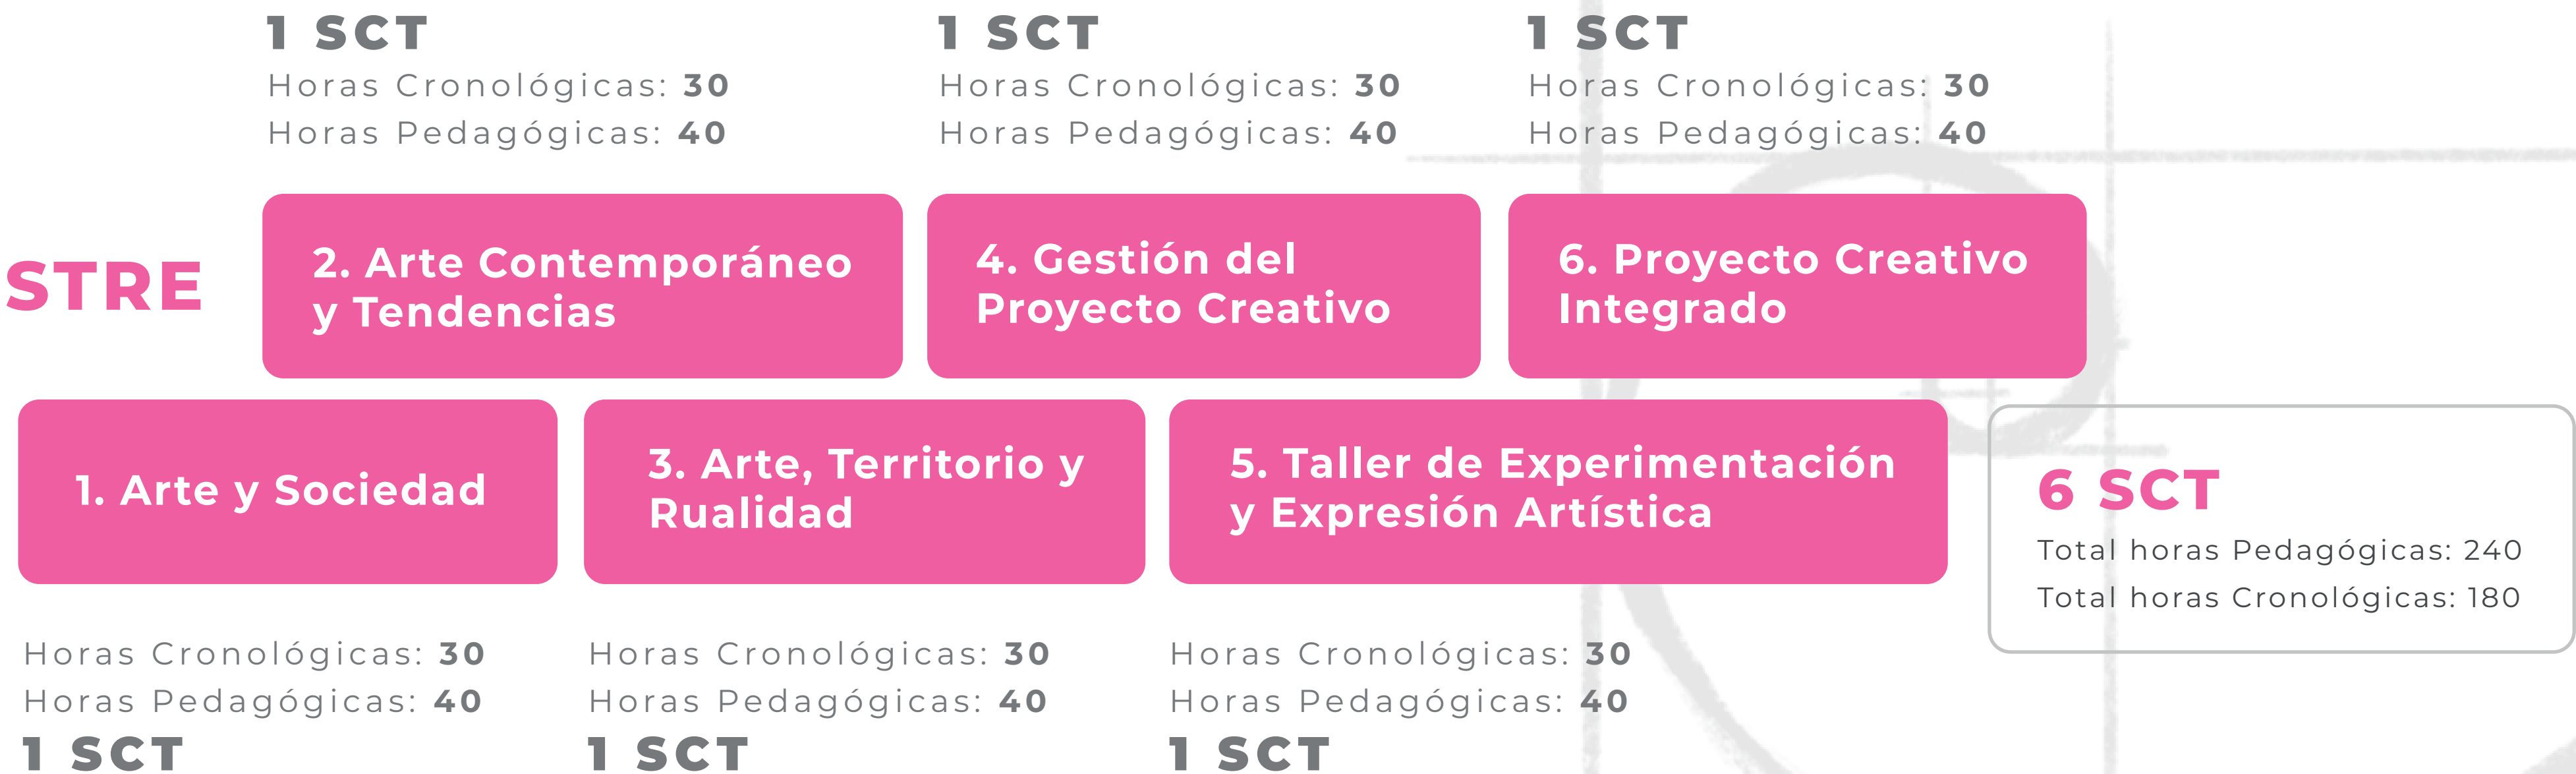 1 SCT
Horas Cronológicas: 30
Horas Pedagógicas: 40
1 SCT
Horas Cronológicas: 30
Horas Pedagógicas: 40
1 SCT
Horas Cronológicas: 30
Horas Pedagógicas: 40
STRE
2. Arte Contemporáneo
y Tendencias
4. Gestión del
Proyecto Creativo
6. Proyecto Creativo
Integrado
1. Arte y Sociedad
3. Arte, Territorio y
Rualidad
5. Taller de Experimentación
y Expresión Artística
6 SCT
Total horas Pedagógicas: 240
Total horas Cronológicas: 180
Horas Cronológicas: 30
Horas Pedagógicas: 40
1 SCT
Horas Cronológicas: 30
Horas Pedagógicas: 40
1 SCT
Horas Cronológicas: 30
Horas Pedagógicas: 40
1 SCT